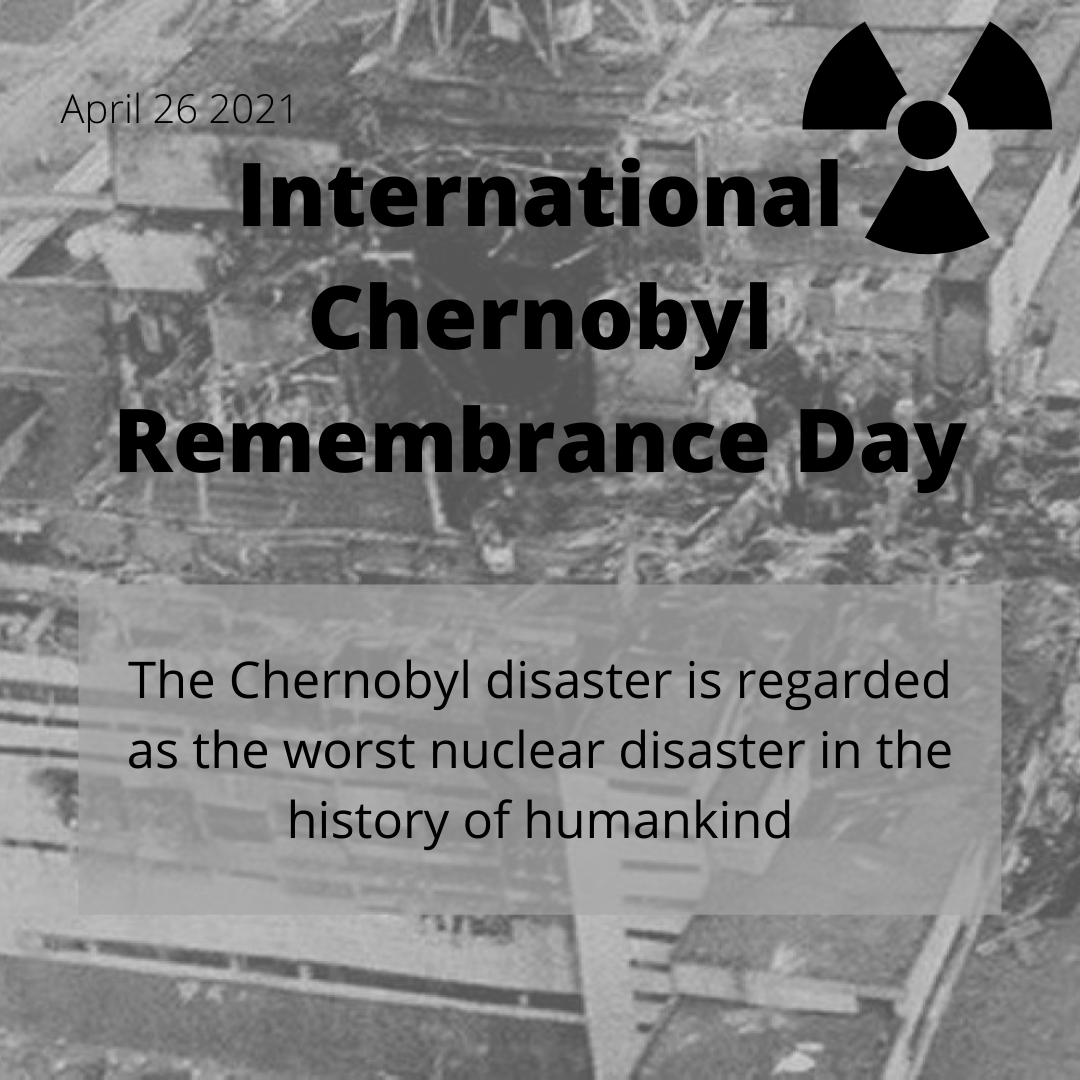 April 26 2021
International
Chernobyl
Remembrance Day
The Chernobyl disaster is regarded
as the worst nuclear disaster in the
history of humankind